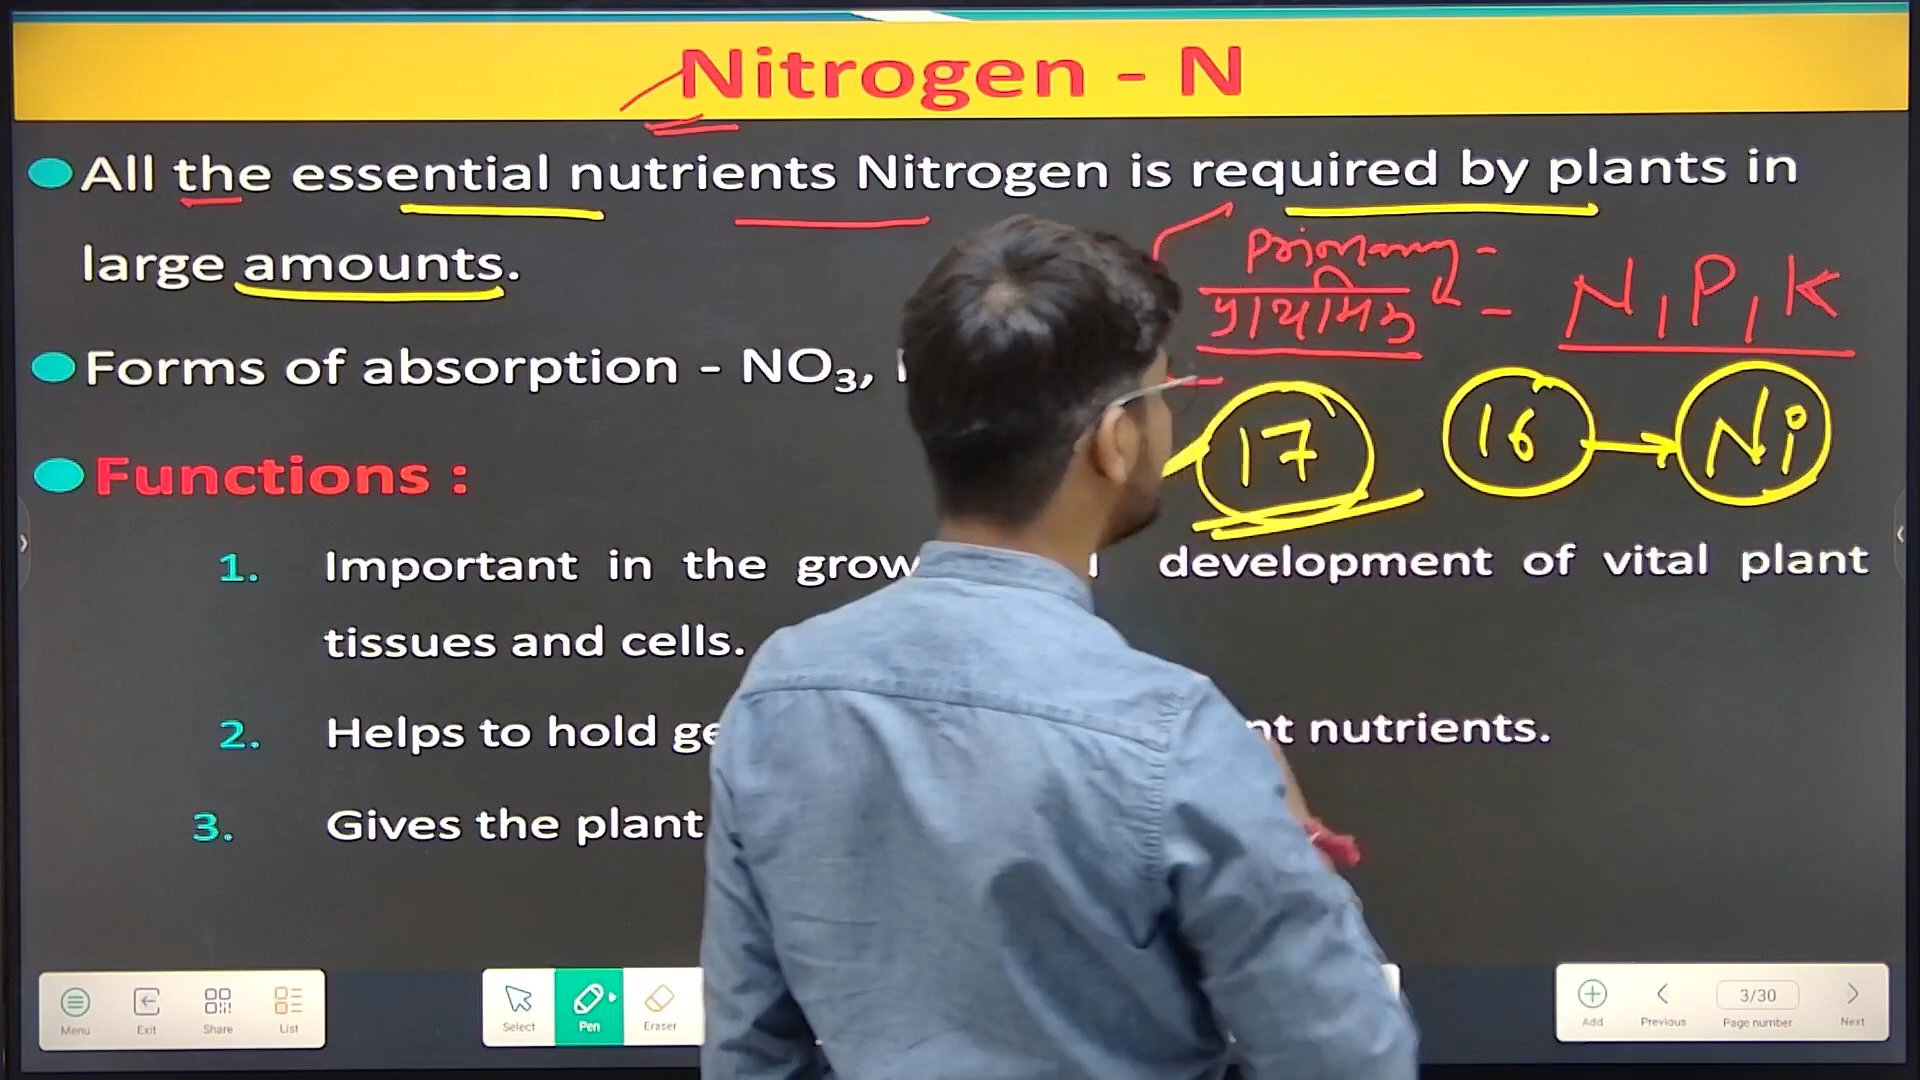 Nitrogen - N
All the essential nutrients Nitrogen is required by plants in
large amounts.
Primary -
प्राथमिक - N, P, K
Forms of absorption - NO₃,
17 16 → Ni
Functions :
1. Important in the development of vital plant
tissues and cells.
2. Helps to hold nutrients.
3. Gives the plant
Menu Exit Share List Select Pen Eraser Add Previous 3/30 Page number Next